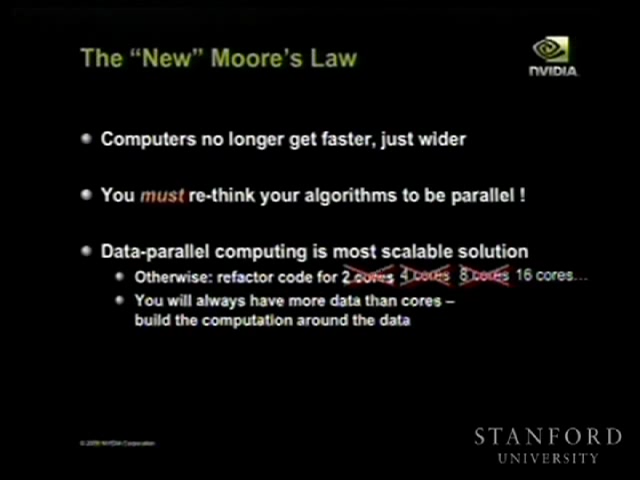 The “New” Moore’s Law
NVIDIA
Computers no longer get faster, just wider
You must re-think your algorithms to be parallel !
Data-parallel computing is most scalable solution
Otherwise: refactor code for 2 cores 4 cores 8 cores 16 cores…
You will always have more data than cores –
build the computation around the data
NVIDIA Corporation
STANFORD
UNIVERSITY